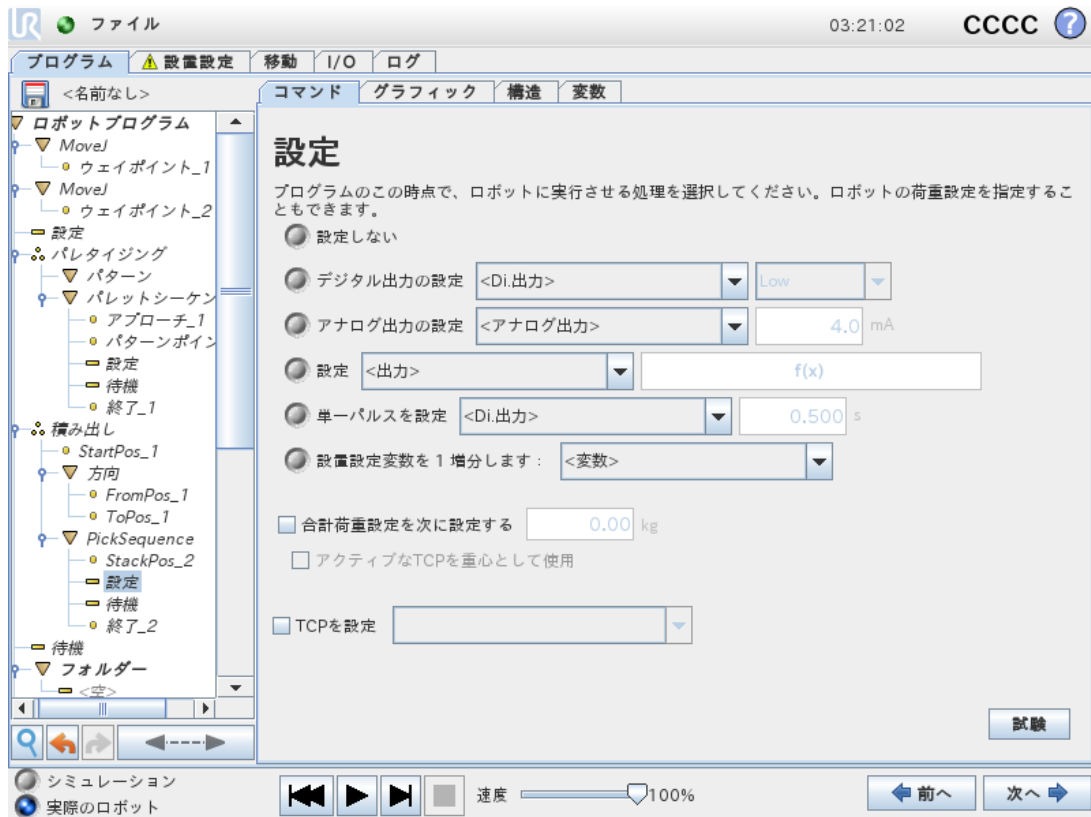 UR ファイル 03:21:02 CCCC ?
プログラム 設置設定 移動 I/O ログ
<名前なし>
コマンド グラフィック 構造 変数
ロボットプログラム
MoveJ
ウェイポイント_1
MoveJ
ウェイポイント_2
設定
パレタイジング
パターン
パレットシーケン
アプローチ_1
パターンポイン
設定
待機
終了_1
積み出し
StartPos_1
方向
FromPos_1
ToPos_1
PickSequence
StackPos_2
設定
待機
終了_2
待機
フォルダー
<空>
設定
プログラムのこの時点で、ロボットに実行させる処理を選択してください。ロボットの荷重設定を指定するこ
ともできます。
設定しない
デジタル出力の設定 <Di.出力> Low
アナログ出力の設定 <アナログ出力> 4.0 mA
設定 <出力> f(x)
単一パルスを設定 <Di.出力> 0.500 s
設置設定変数を 1 増分します： <変数>
合計荷重設定を次に設定する 0.00 kg
アクティブなTCPを重心として使用
TCPを設定
試験
シミュレーション
実際のロボット
速度 100%
前へ 次へ